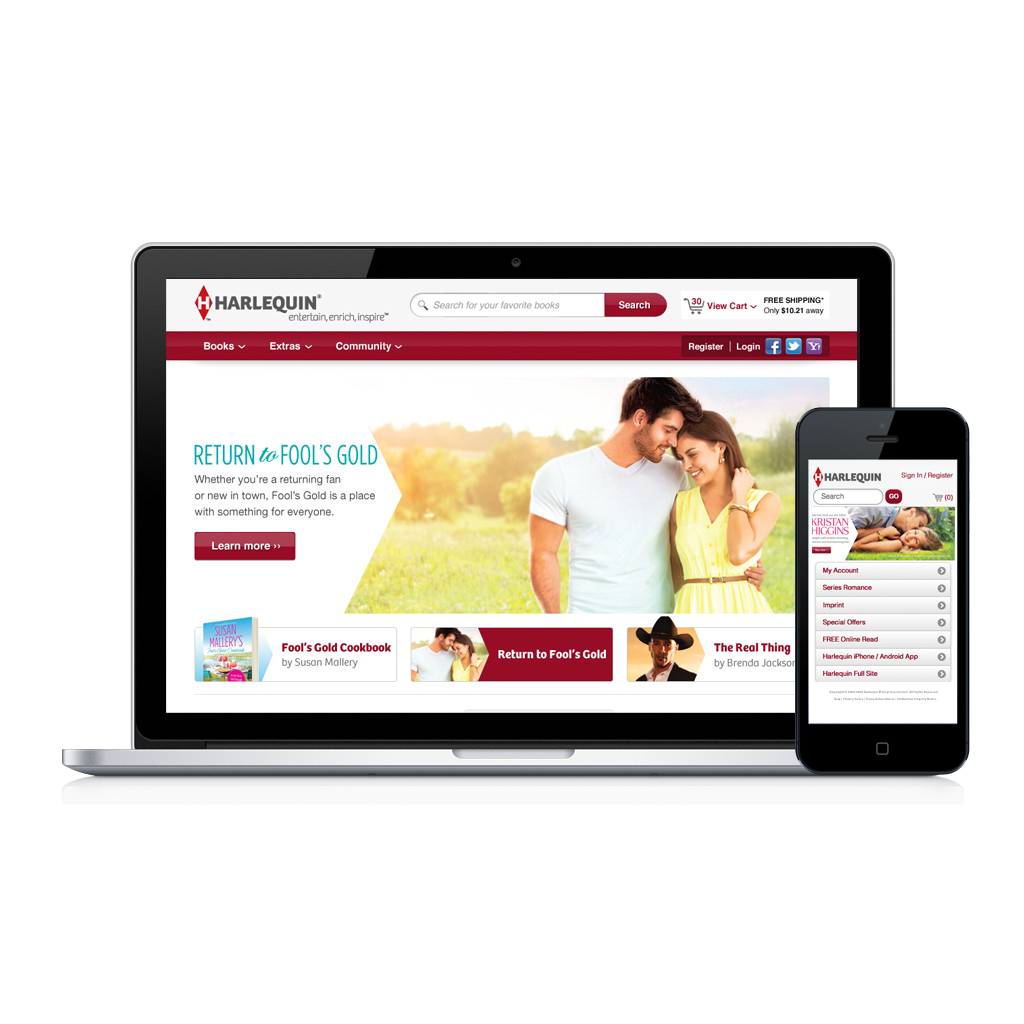 HARLEQUIN®
entertain, enrich, inspire™
Search for your favorite books
Search
30
View Cart
FREE SHIPPING*
Only $10.21 away
Books
Extras
Community
Register | Login
RETURN to FOOL'S GOLD
Whether you're a returning fan
or new in town, Fool's Gold is a place
with something for everyone.
Learn more ››
SUSAN
MALLERY'S
Fool's Gold Cookbook
by Susan Mallery
Return to Fool's Gold
The Real Thing
by Brenda Jackson
HARLEQUIN
Sign In / Register
Search
GO
(0)
KRISTAN
HIGGINS
My Account
Series Romance
Imprint
Special Offers
FREE Online Read
Harlequin iPhone / Android App
Harlequin Full Site